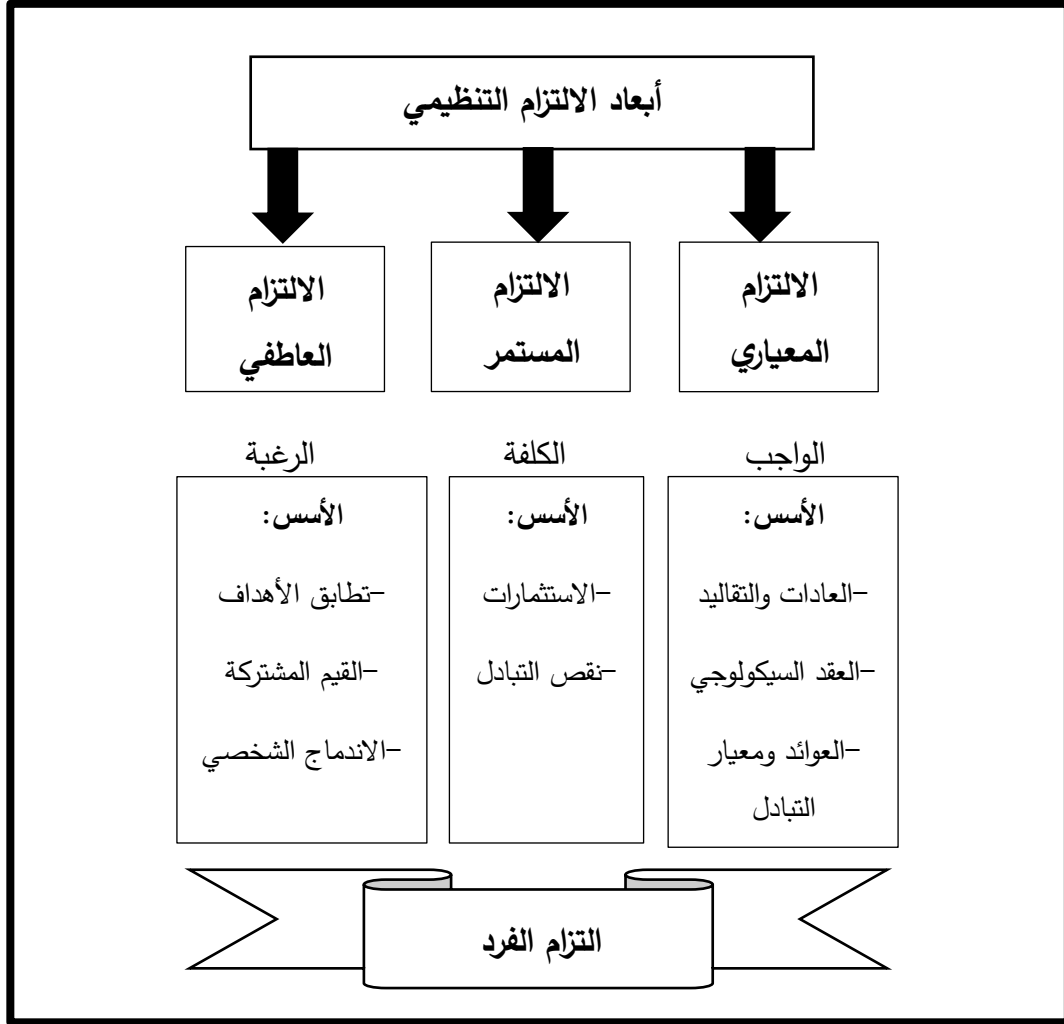 أبعاد الالتزام التنظيمي
الالتزام
المعياري
الالتزام
المستمر
الالتزام
العاطفي
الواجب
الكلفة
الرغبة
الأسس:
-العادات والتقاليد
-العقد السيكولوجي
-العوائد ومعيار
التبادل
الأسس:
-الاستثمارات
-نقص التبادل
الأسس:
-تطابق الأهداف
-القيم المشتركة
-الاندماج الشخصي
التزام الفرد